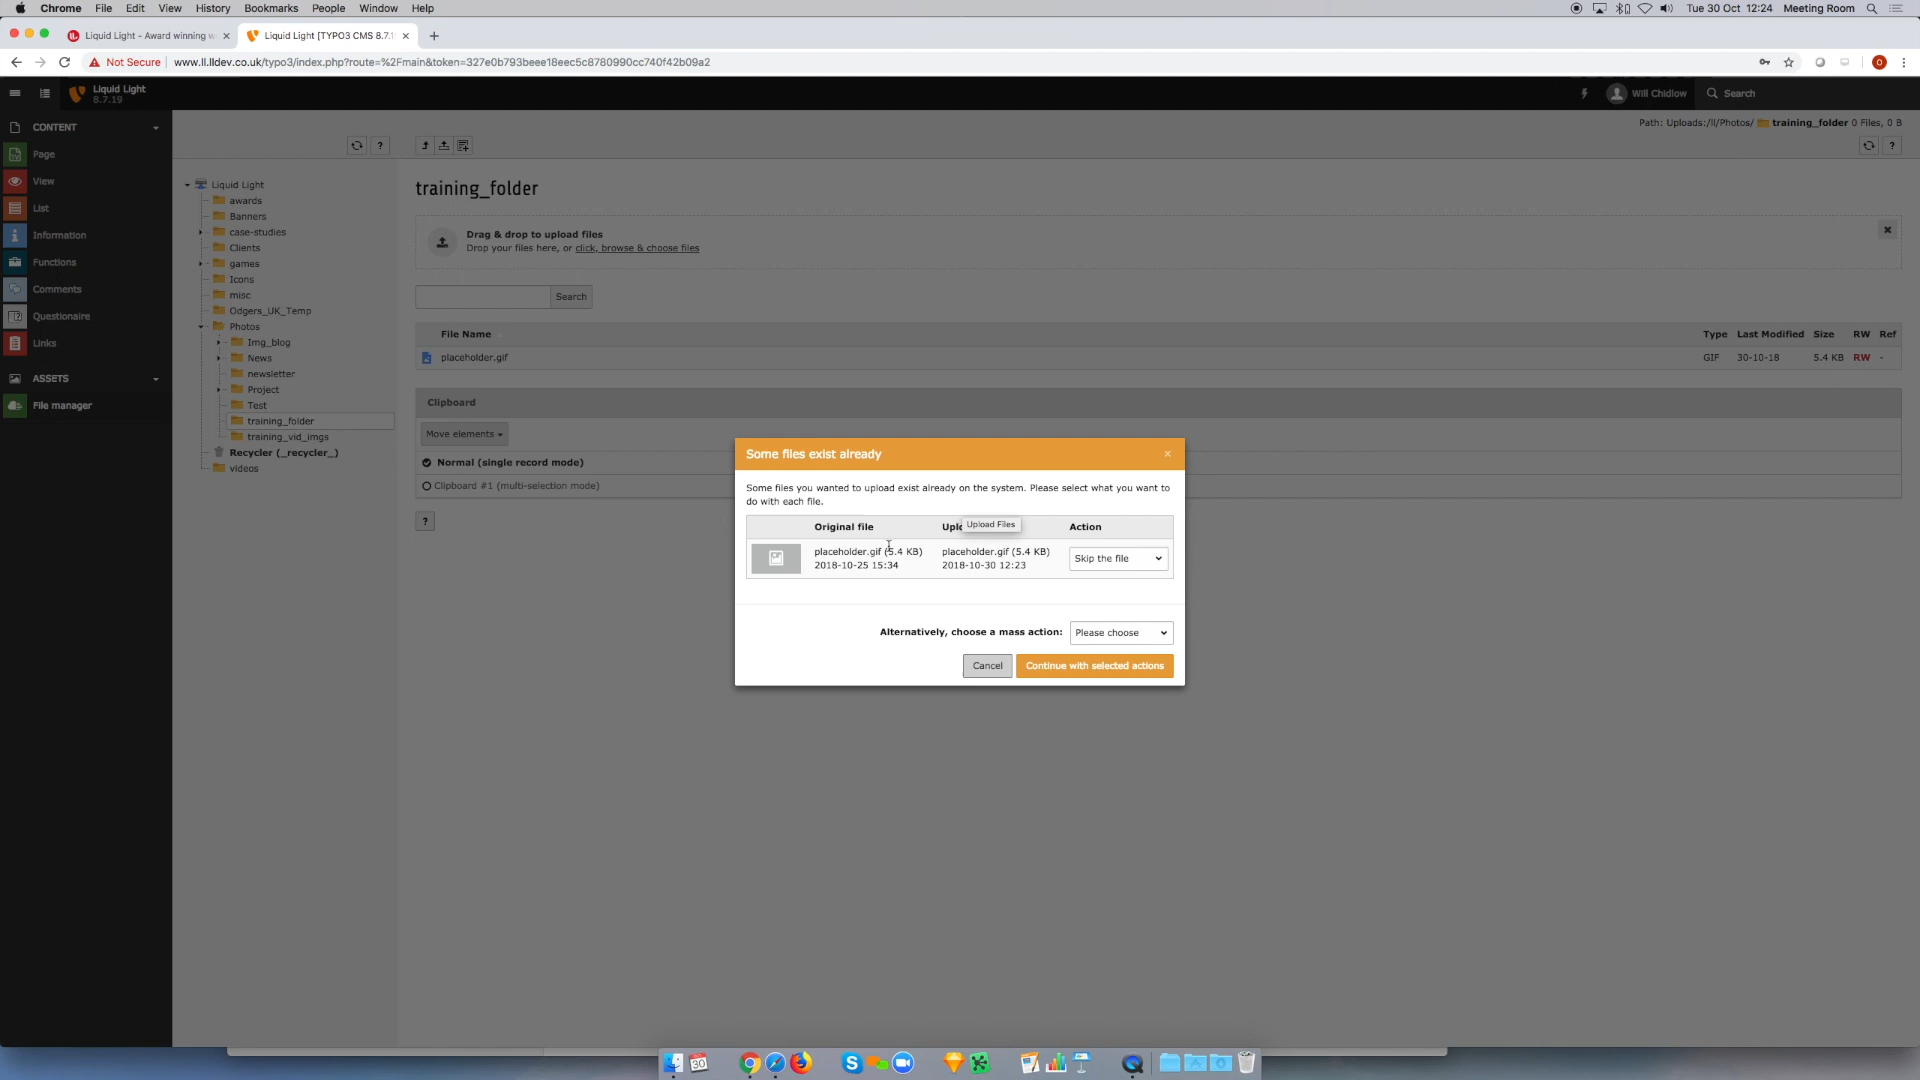 Chrome File Edit View History Bookmarks People Window Help
Tue 30 Oct 12:24 Meeting Room
Liquid Light - Award winning w
Liquid Light [TYPO3 CMS 8.7.1
Not Secure www.ll.lldev.co.uk/typo3/index.php?route=%2Fmain&token=327e0b793beee18eec5c8780990cc740f42b09a2
Liquid Light
8.7.19
Will Chidlow
Search
CONTENT
Page
View
List
Information
Functions
Comments
Questionaire
Links
ASSETS
File manager
Liquid Light
awards
Banners
case-studies
Clients
games
Icons
misc
Odgers_UK_Temp
Photos
Img_blog
News
newsletter
Project
Test
training_folder
training_vid_imgs
Recycler (_recycler_)
videos
Path: Uploads:/ll/Photos/ training_folder 0 Files, 0 B
training_folder
Drag & drop to upload files
Drop your files here, or click, browse & choose files
Search
File Name Type Last Modified Size RW Ref
placeholder.gif GIF 30-10-18 5.4 KB RW -
Clipboard
Move elements
Normal (single record mode)
Clipboard #1 (multi-selection mode)
?
Some files exist already
Some files you wanted to upload exist already on the system. Please select what you want to
do with each file.
Original file Uplo Action
Upload Files
placeholder.gif (5.4 KB) placeholder.gif (5.4 KB) Skip the file
2018-10-25 15:34 2018-10-30 12:23
Alternatively, choose a mass action: Please choose
Cancel Continue with selected actions
30